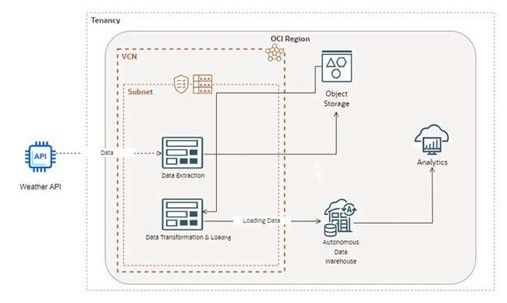 Tenancy
OCI Region
VCN
Subnet
Object
Storage
API
Data
Weather API
Data Extraction
Analytics
Data Transformation & Loading
Loading Data
A
Autonomous
Data
Warehouse